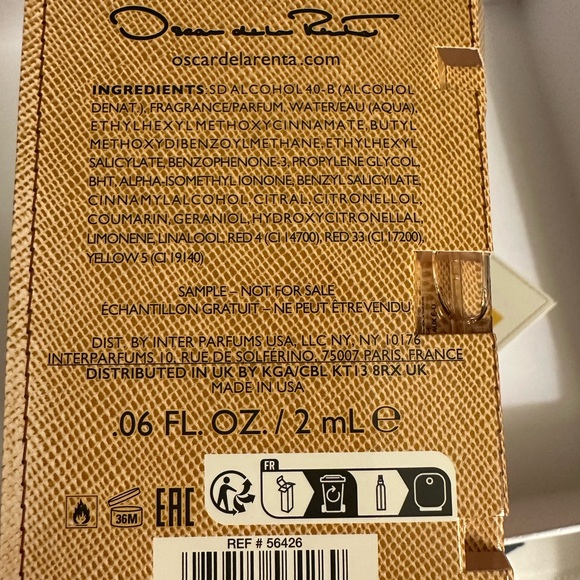 Oscar de la Renta
oscardelarenta.com
INGREDIENTS: SD ALCOHOL 40-B (ALCOHOL
DENAT.), FRAGRANCE/PARFUM, WATER/EAU (AQUA),
ETHYLHEXYL METHOXYCINNAMATE, BUTYL
METHOXYDIBENZOYLMETHANE, ETHYLHEXYL
SALICYLATE, BENZOPHENONE-3, PROPYLENE GLYCOL,
BHT, ALPHA-ISOMETHYL IONONE, BENZYL SALICYLATE,
CINNAMYL ALCOHOL, CITRAL, CITRONELLOL,
COUMARIN, GERANIOL, HYDROXYCITRONELLAL,
LIMONENE, LINALOOL, RED 4 (CI 14700), RED 33 (CI 17200),
YELLOW 5 (CI 19140)
SAMPLE – NOT FOR SALE
ÉCHANTILLON GRATUIT – NE PEUT ÊTRE VENDU
DIST. BY INTER PARFUMS USA, LLC NY, NY 10176
INTERPARFUMS 10, RUE DE SOLFÉRINO, 75007 PARIS, FRANCE
DISTRIBUTED IN UK BY KGA/CBL KT13 8RX UK
MADE IN USA
.06 FL. OZ. / 2 mL e
FR
36M
EAC
REF # 56426